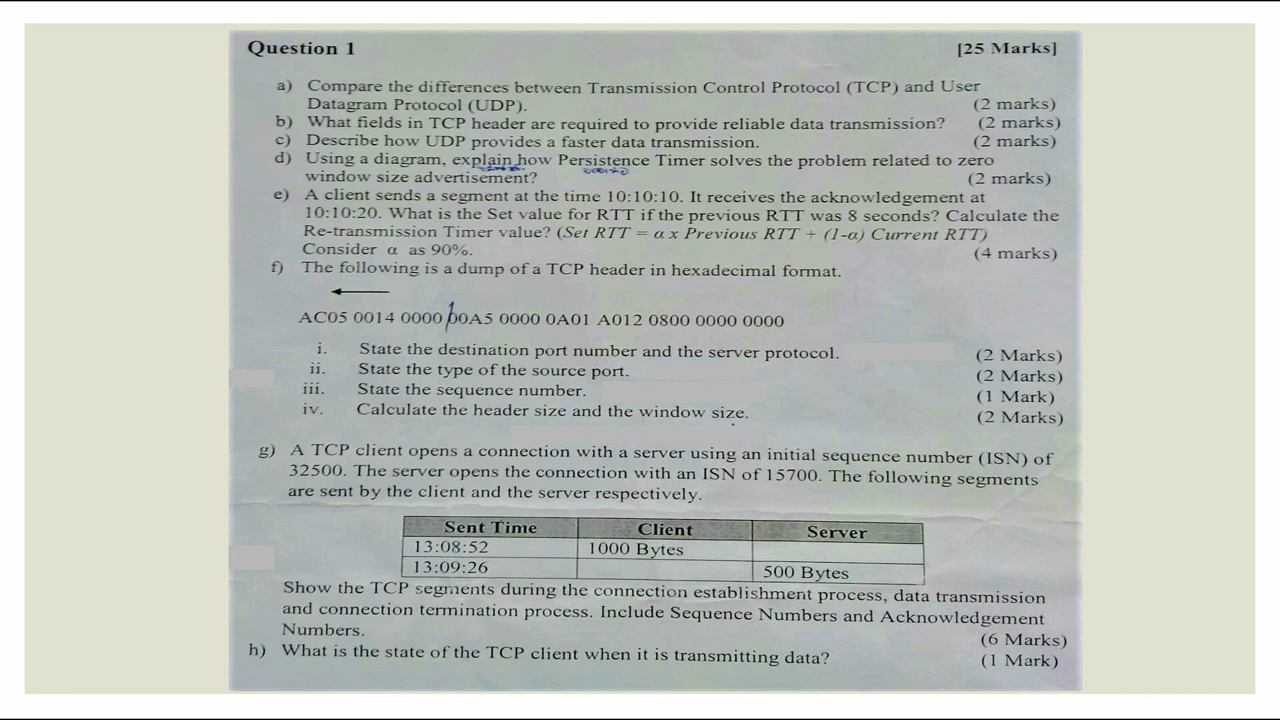 Question 1 [25 Marks]
a) Compare the differences between Transmission Control Protocol (TCP) and User
Datagram Protocol (UDP). (2 marks)
b) What fields in TCP header are required to provide reliable data transmission? (2 marks)
c) Describe how UDP provides a faster data transmission. (2 marks)
d) Using a diagram, explain how Persistence Timer solves the problem related to zero
window size advertisement? (2 marks)
e) A client sends a segment at the time 10:10:10. It receives the acknowledgement at
10:10:20. What is the Set value for RTT if the previous RTT was 8 seconds? Calculate the
Re-transmission Timer value? (Set RTT = α x Previous RTT + (1-α) Current RTT)
Consider α as 90%. (4 marks)
f) The following is a dump of a TCP header in hexadecimal format.
AC05 0014 0000 00A5 0000 0A01 A012 0800 0000 0000
i. State the destination port number and the server protocol. (2 Marks)
ii. State the type of the source port. (2 Marks)
iii. State the sequence number. (1 Mark)
iv. Calculate the header size and the window size. (2 Marks)
g) A TCP client opens a connection with a server using an initial sequence number (ISN) of
32500. The server opens the connection with an ISN of 15700. The following segments
are sent by the client and the server respectively.
Sent Time Client Server
13:08:52 1000 Bytes
13:09:26 500 Bytes
Show the TCP segments during the connection establishment process, data transmission
and connection termination process. Include Sequence Numbers and Acknowledgement
Numbers. (6 Marks)
h) What is the state of the TCP client when it is transmitting data? (1 Mark)